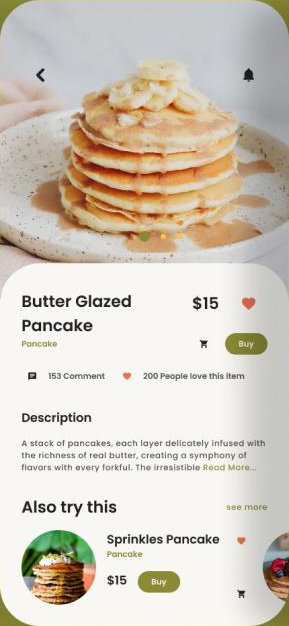 Butter Glazed $15
Pancake
Pancake
Buy
153 Comment 200 People love this item
Description
A stack of pancakes, each layer delicately infused with
the richness of real butter, creating a symphony of
flavors with every forkful. The irresistible Read More...
Also try this see more
Sprinkles Pancake
Pancake
$15 Buy